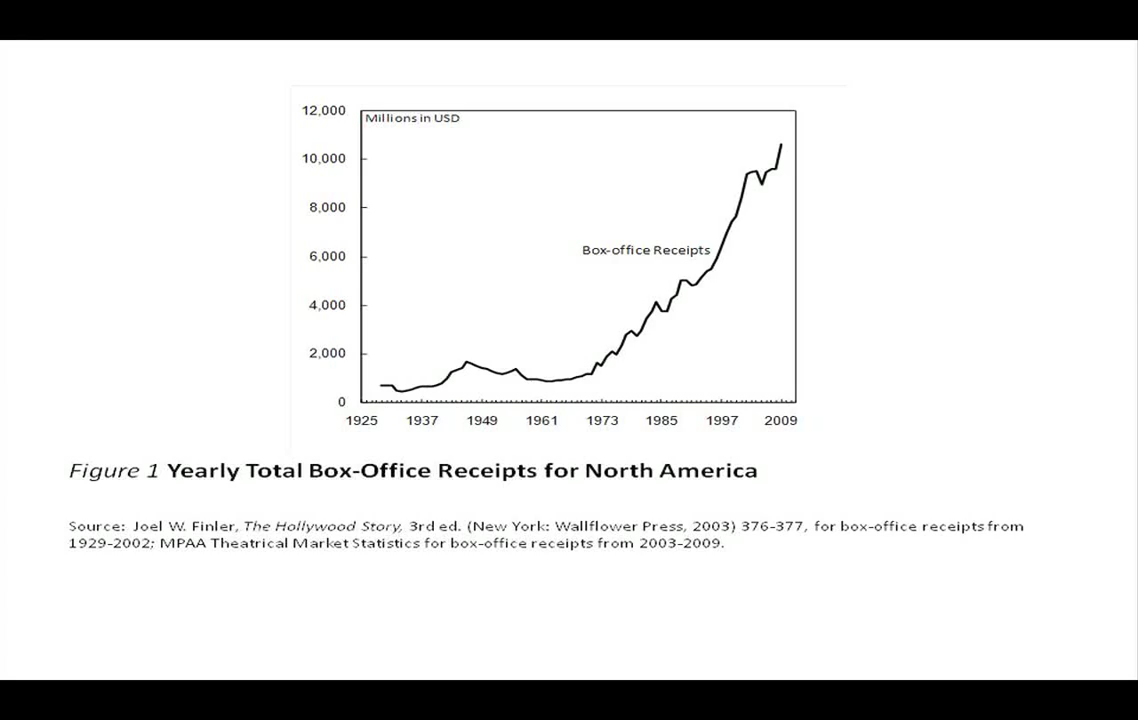 12,000
Millions in USD
10,000
8,000
Box-office Receipts
6,000
4,000
2,000
0
1925 1937 1949 1961 1973 1985 1997 2009
Figure 1 Yearly Total Box-Office Receipts for North America
Source: Joel W. Finler, The Hollywood Story, 3rd ed. (New York: Wallflower Press, 2003) 376-377, for box-office receipts from
1929-2002; MPAA Theatrical Market Statistics for box-office receipts from 2003-2009.